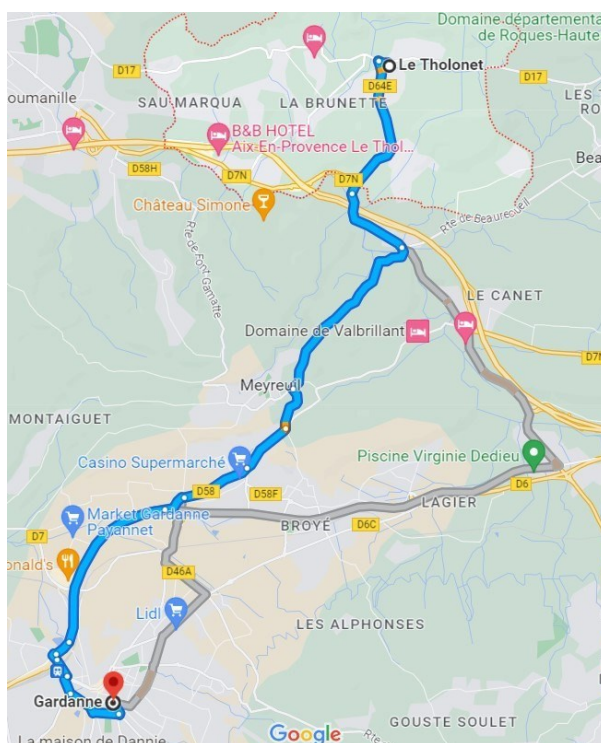 Domaine départementa
de Roques-Haute
Le Tholonet
D17
D64E
D17
oumanille
SAU MARQUA
LA BRUNETTE
LES T
RO
B&B HOTEL
Aix En-Provence Le Thol...
D58H
D7N
D7N
Bea
Château Simone
Rte de Beaurecueil
Rte de Font Gamatte
LE CANET
Domaine de Valbrillant
D7N
Meyreuil
MONTAIGUET
Casino Supermarché
Piscine Virginie Dedieu
D6
D58
D58F
LAGIER
Market Gardanne
Payannet
BROYÉ
D6C
D7
onald's
D46A
Lidl
LES ALPHONSES
Gardanne
GOUSTE SOULET
La maison de Dannie
Google